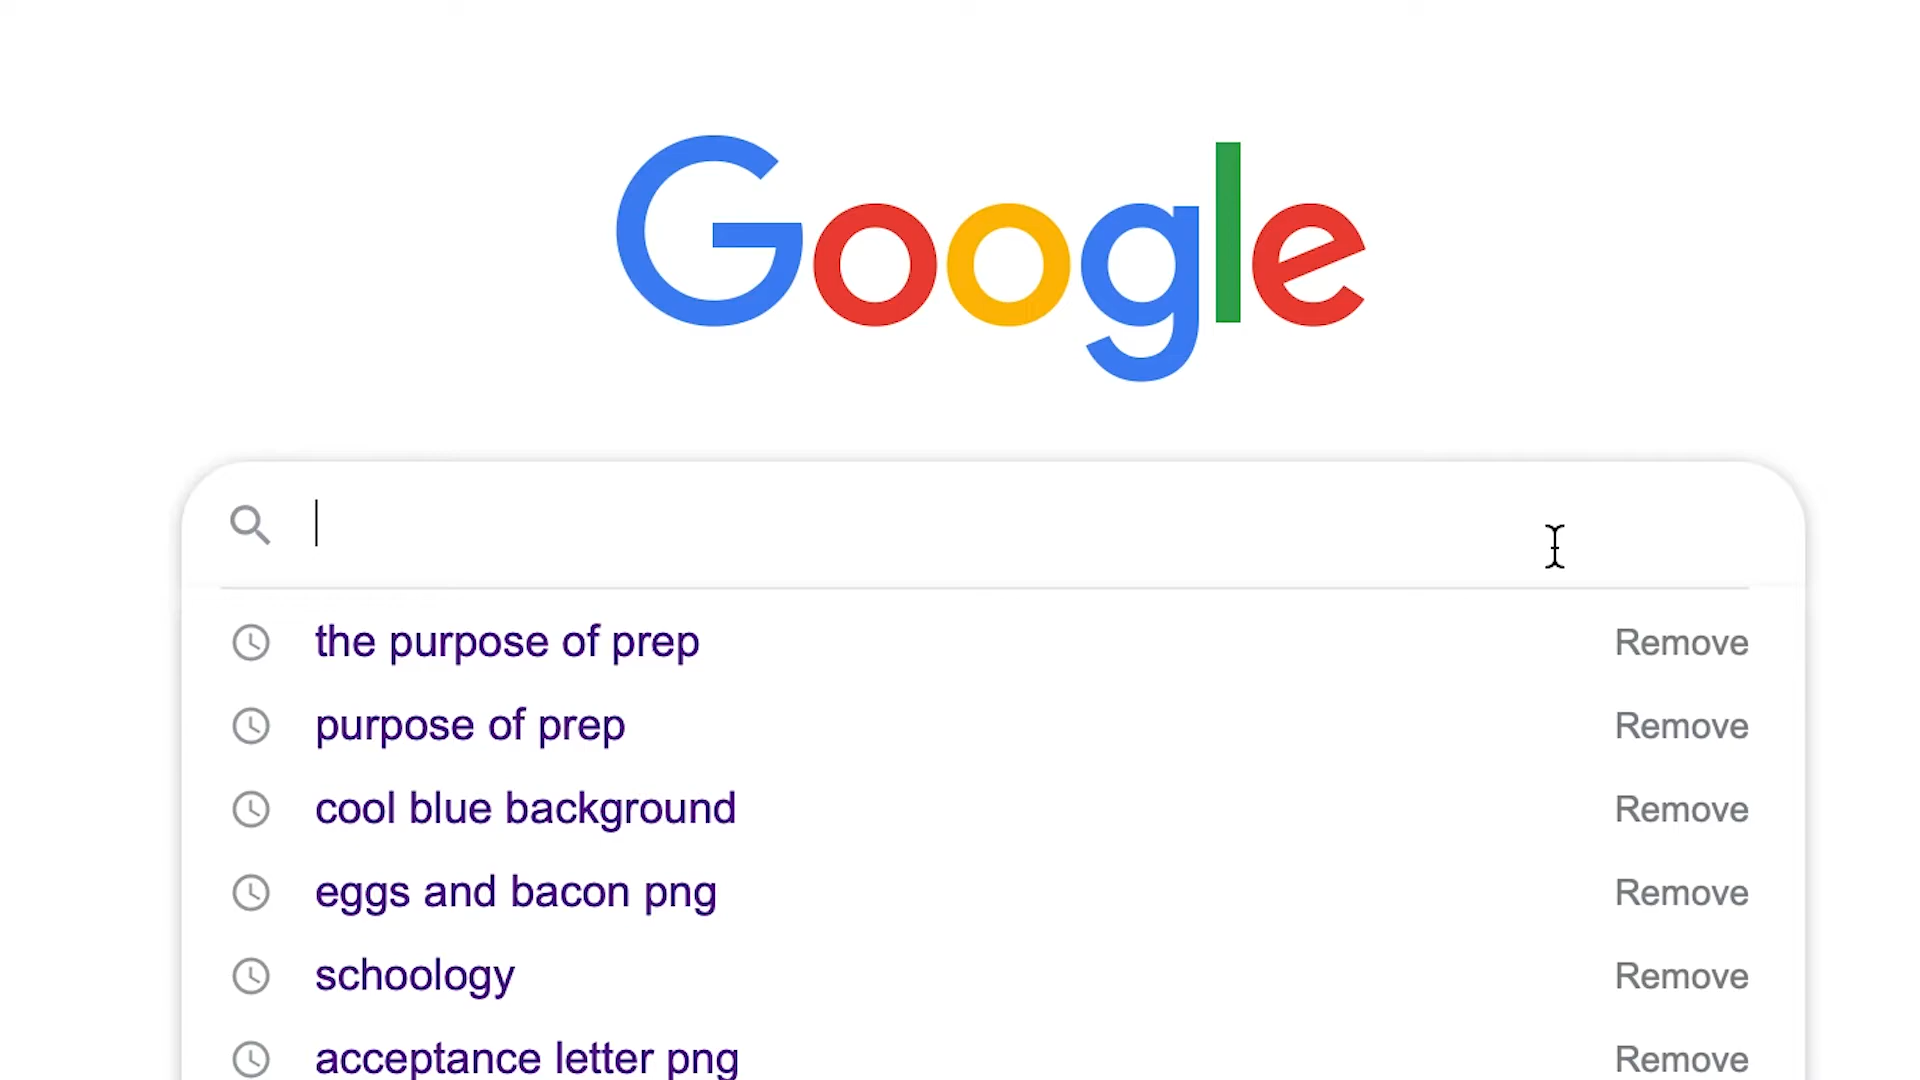 Google
the purpose of prep Remove
purpose of prep Remove
cool blue background Remove
eggs and bacon png Remove
schoology Remove
acceptance letter png Remove